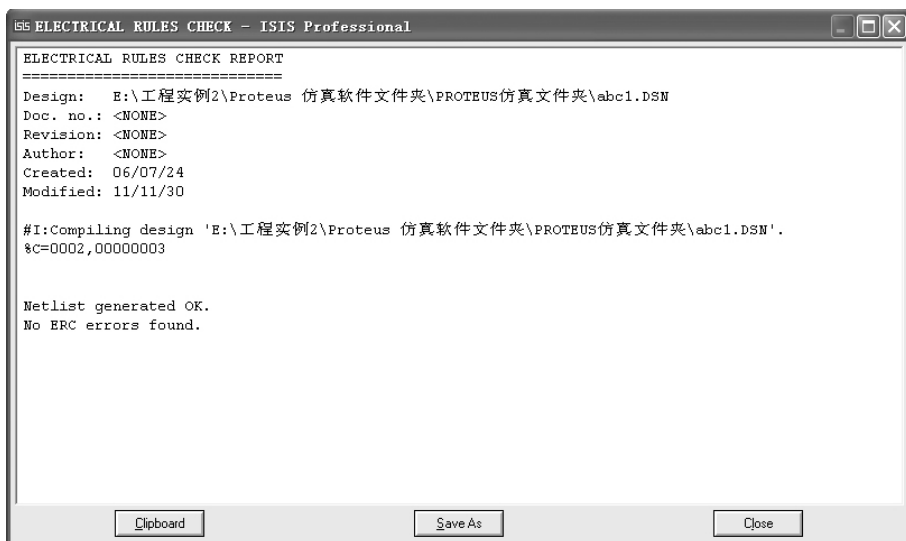 isis ELECTRICAL RULES CHECK - ISIS Professional
ELECTRICAL RULES CHECK REPORT
=============================
Design: E:\工程实例2\Proteus 仿真软件文件夹\PROTEUS仿真文件夹\abc1.DSN
Doc. no.: <NONE>
Revision: <NONE>
Author: <NONE>
Created: 06/07/24
Modified: 11/11/30
#I:Compiling design 'E:\工程实例2\Proteus 仿真软件文件夹\PROTEUS仿真文件夹\abc1.DSN'.
%C=0002,00000003
Netlist generated OK.
No ERC errors found.
Clipboard Save As Close